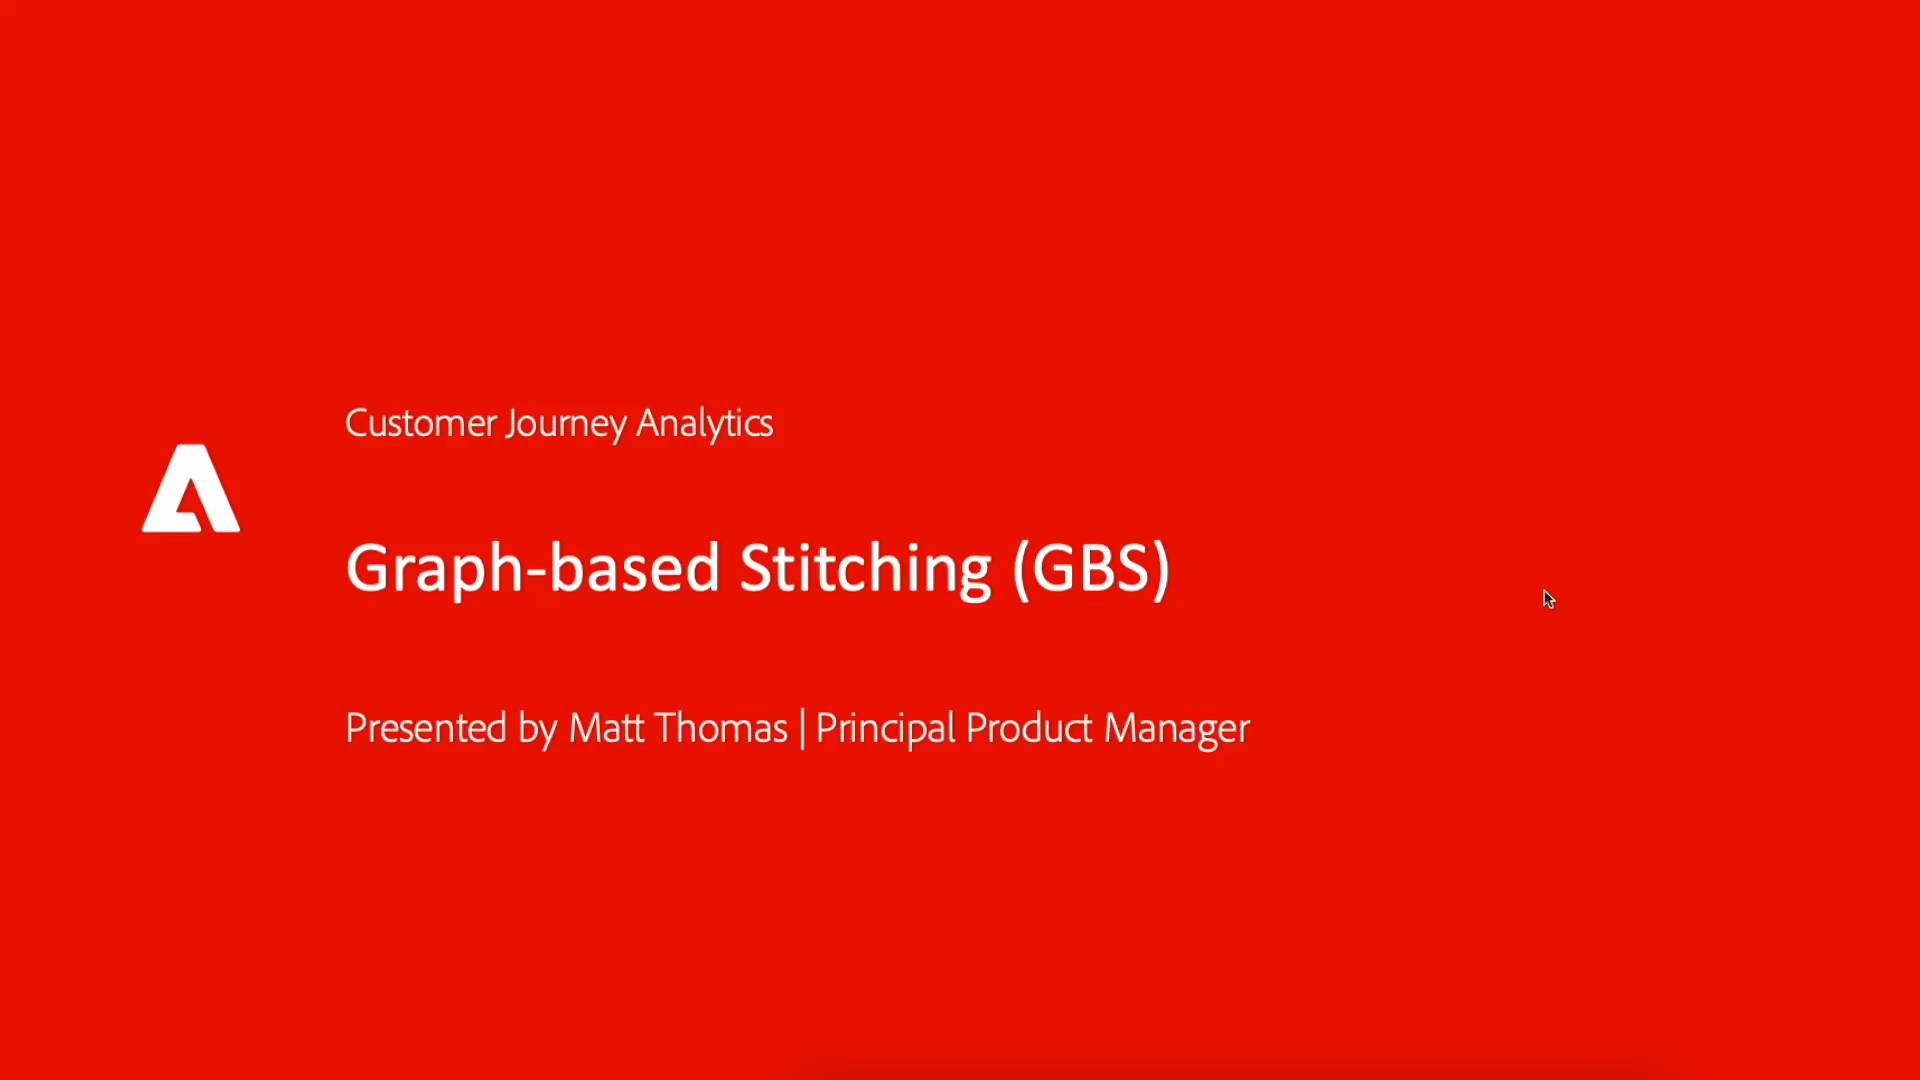 Customer Journey Analytics
Graph-based Stitching (GBS)
Presented by Matt Thomas | Principal Product Manager